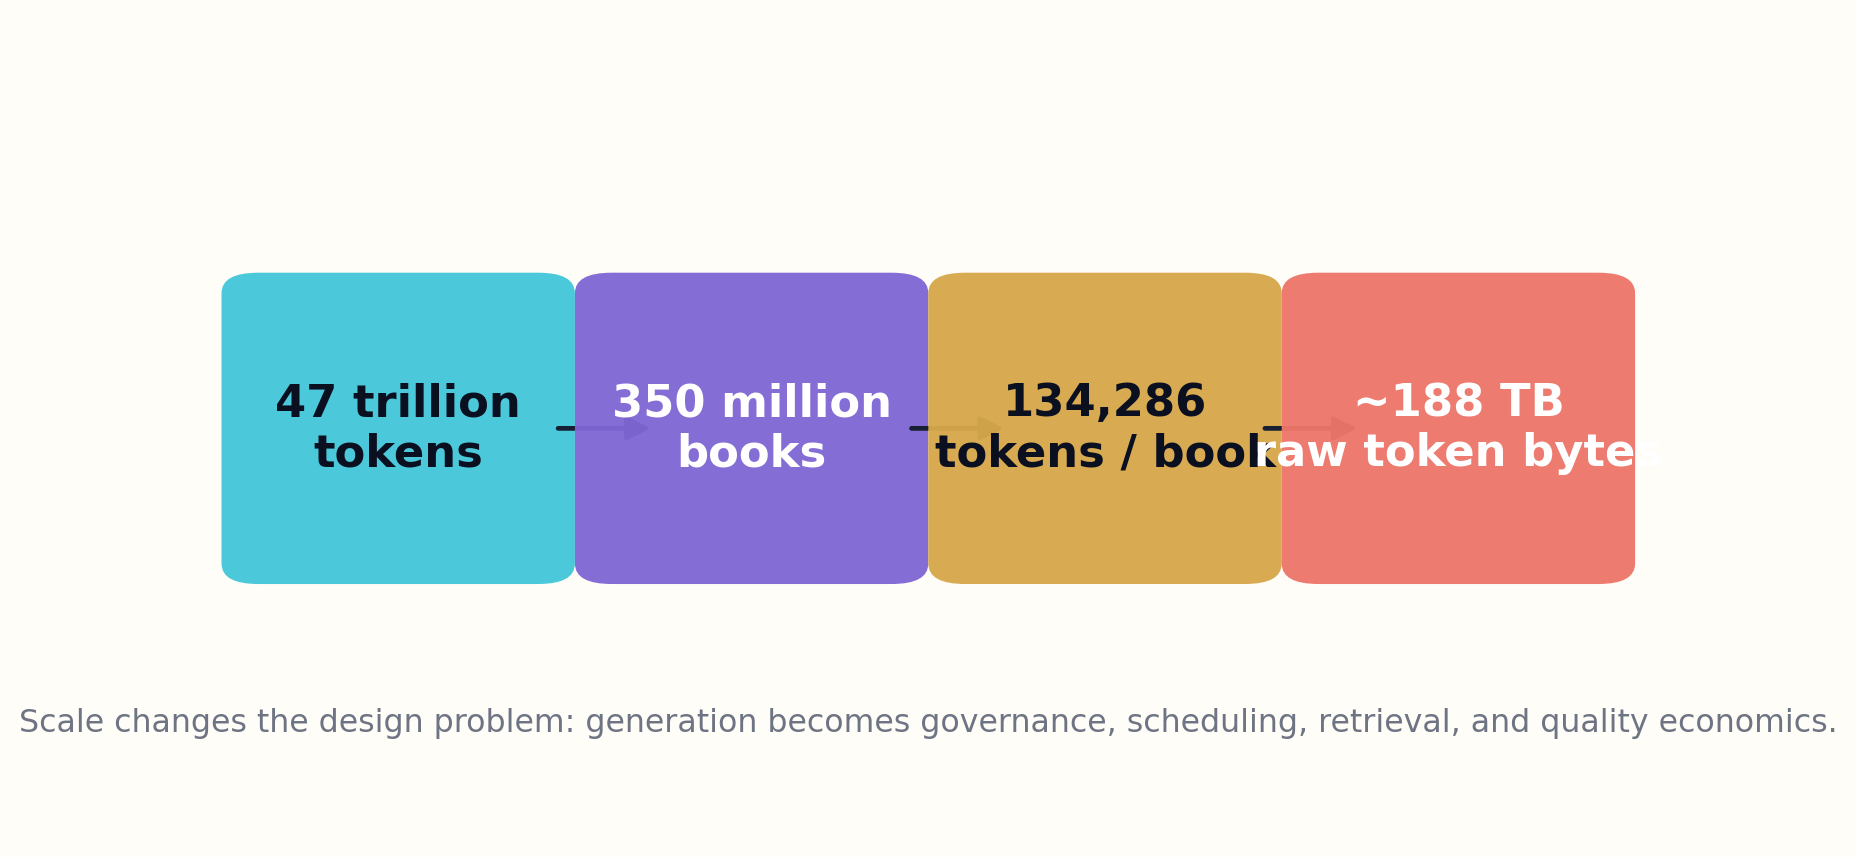 47 trillion
tokens
350 million
books
134,286
tokens / book
~188 TB
raw token bytes
Scale changes the design problem: generation becomes governance, scheduling, retrieval, and quality economics.